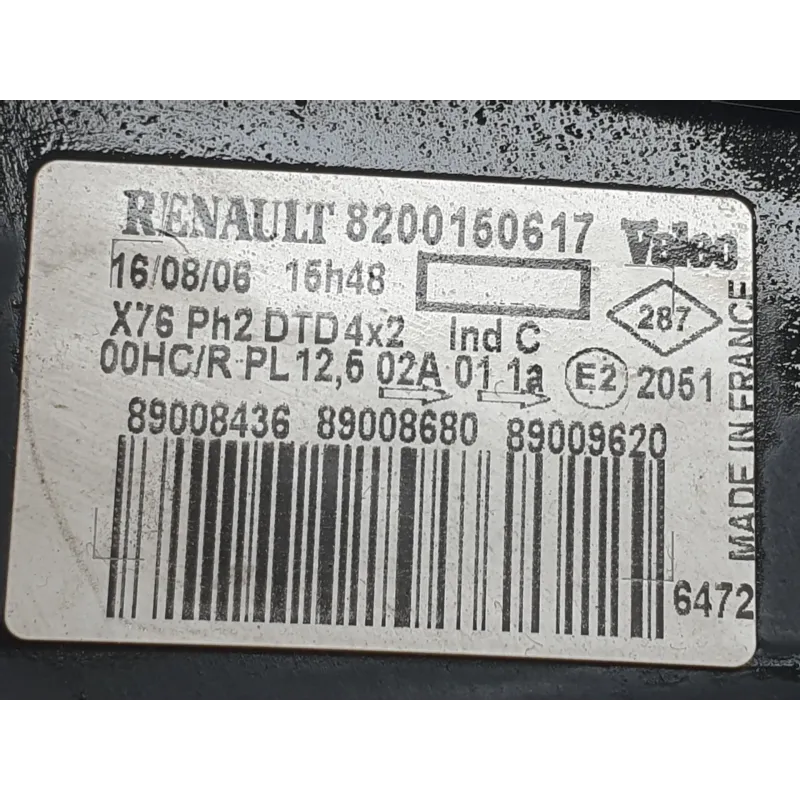 RENAULT 8200150617 Valeo
16/08/06 15h48
X76 Ph2 DTD 4x2 Ind C
287
00HC/R PL 12,5 02A 01 1a E2 2051
89008436 89008680 89009620
6472
MADE IN FRANCE